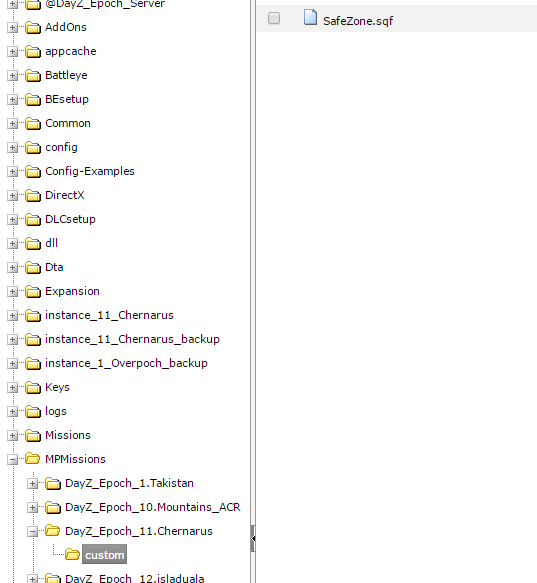 @DayZ_Epoch_Server
AddOns
appcache
Battleye
BEsetup
Common
config
Config-Examples
DirectX
DLCsetup
dll
Dta
Expansion
instance_11_Chernarus
instance_11_Chernarus_backup
instance_1_Overpoch_backup
Keys
logs
Missions
MPMissions
DayZ_Epoch_1.Takistan
DayZ_Epoch_10.Mountains_ACR
DayZ_Epoch_11.Chernarus
custom
DayZ_Epoch_12.isladuala
SafeZone.sqf